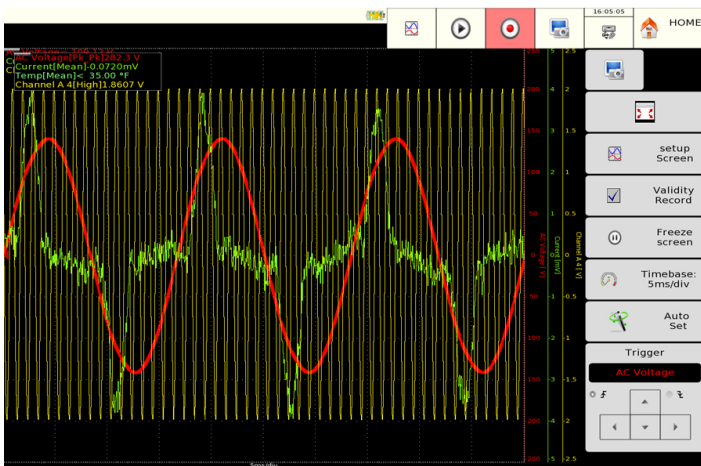 16:05:05
HOME
AC Voltage[Pk_Pk]282.3 V
Current[Mean]-0.0720mV
Temp[Mean]< 35.00 °F
Channel A 4[High]1.8607 V
5 2.5
200 4 2
150 3 1.5
100 2 1
50 1 0.5
0 0 0
50 -1 -0.5
100 -2 -1
150 -3 -1.5
200 -4 -2
250 -5 -2.5
AC Voltage [ V]
Current [mV]
Channel A 4 [ V]
5ms/div
setup
Screen
Validity
Record
Freeze
screen
Timebase:
5ms/div
Auto
Set
Trigger
AC Voltage